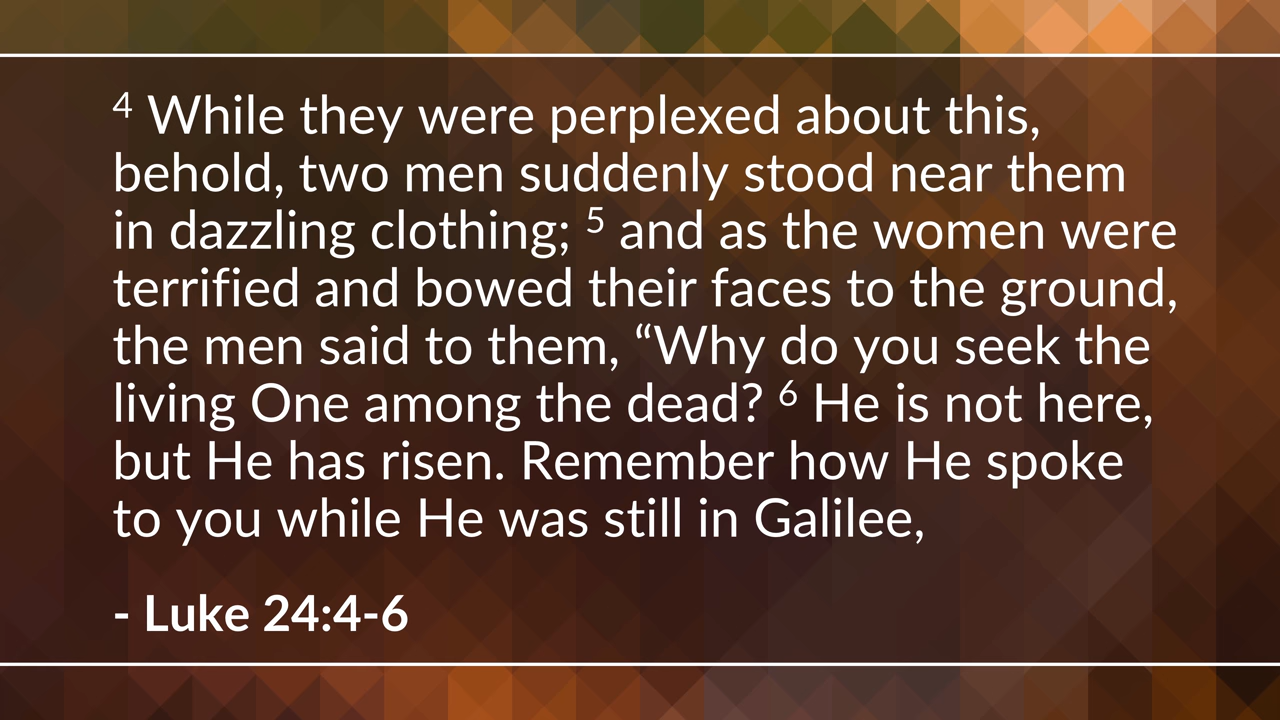 4 While they were perplexed about this,
behold, two men suddenly stood near them
in dazzling clothing; 5 and as the women were
terrified and bowed their faces to the ground,
the men said to them, “Why do you seek the
living One among the dead? 6 He is not here,
but He has risen. Remember how He spoke
to you while He was still in Galilee,
- Luke 24:4-6